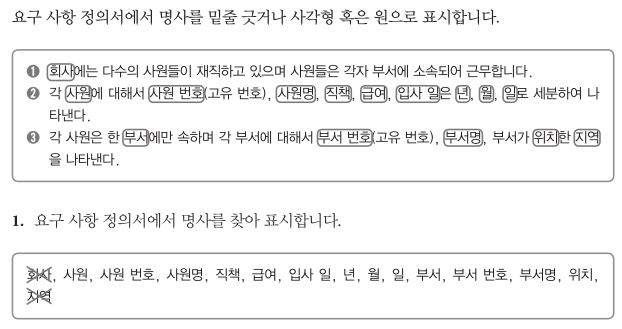 요구 사항 정의서에서 명사를 밑줄 긋거나 사각형 혹은 원으로 표시합니다.
❶ 회사에는 다수의 사원들이 재직하고 있으며 사원들은 각자 부서에 소속되어 근무합니다.
❷ 각 사원에 대해서 사원 번호(고유 번호), 사원명, 직책, 급여, 입사 일은 년, 월, 일로 세분하여 나
타낸다.
❸ 각 사원은 한 부서에만 속하며 각 부서에 대해서 부서 번호(고유 번호), 부서명, 부서가 위치한 지역
을 나타낸다.
1. 요구 사항 정의서에서 명사를 찾아 표시합니다.
회사, 사원, 사원 번호, 사원명, 직책, 급여, 입사 일, 년, 월, 일, 부서, 부서 번호, 부서명, 위치,
지역